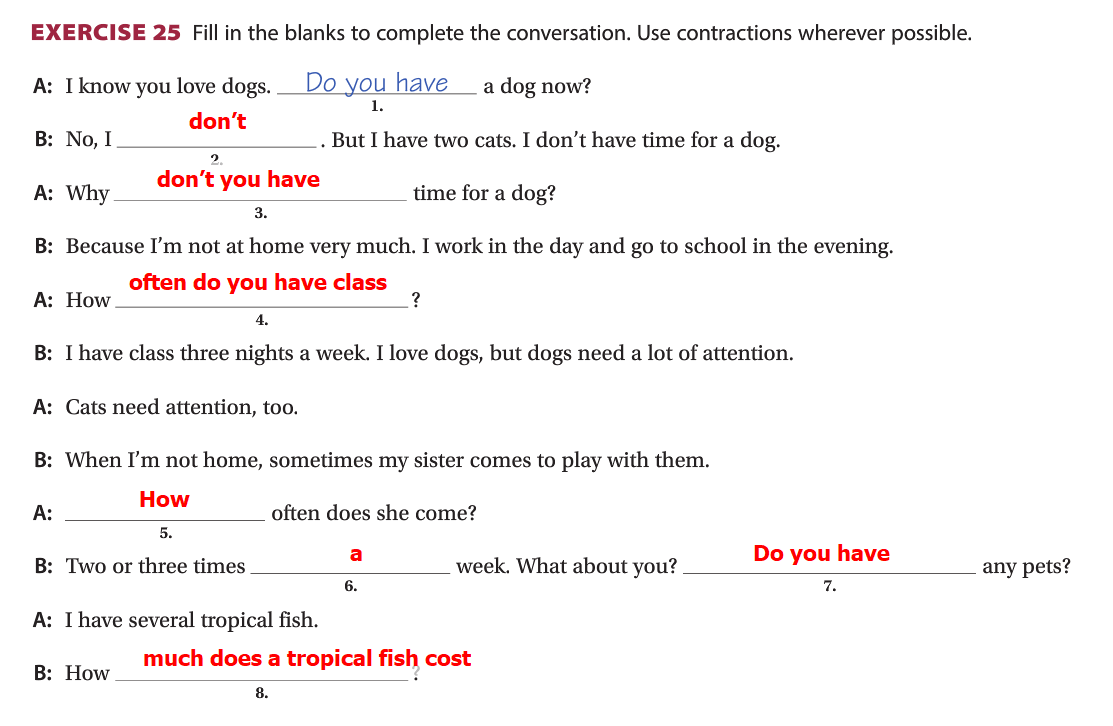 EXERCISE 25 Fill in the blanks to complete the conversation. Use contractions wherever possible.
A: I know you love dogs. Do you have a dog now?
1.
B: No, I don't . But I have two cats. I don't have time for a dog.
2.
A: Why don't you have time for a dog?
3.
B: Because I'm not at home very much. I work in the day and go to school in the evening.
A: How often do you have class ?
4.
B: I have class three nights a week. I love dogs, but dogs need a lot of attention.
A: Cats need attention, too.
B: When I'm not home, sometimes my sister comes to play with them.
A: How often does she come?
5.
B: Two or three times a week. What about you? Do you have any pets?
6. 7.
A: I have several tropical fish.
B: How much does a tropical fish cost ?
8.